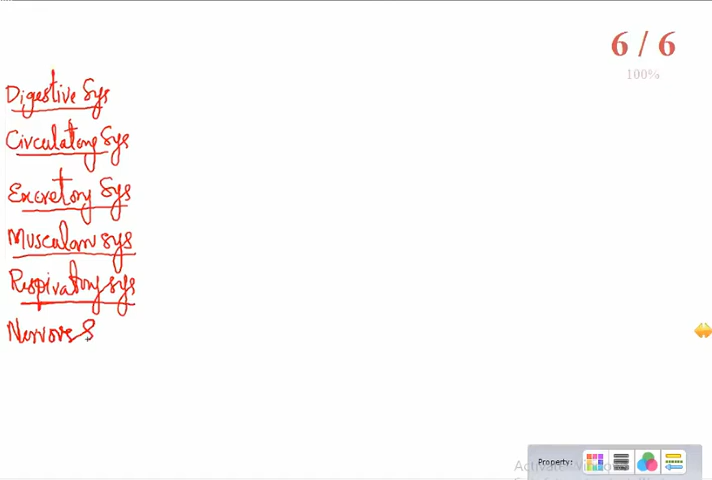 6 / 6
100%
Digestive Sys
Circulatory Sys
Excretory Sys
Muscular sys
Respiratory sys
Nervous S
Property: